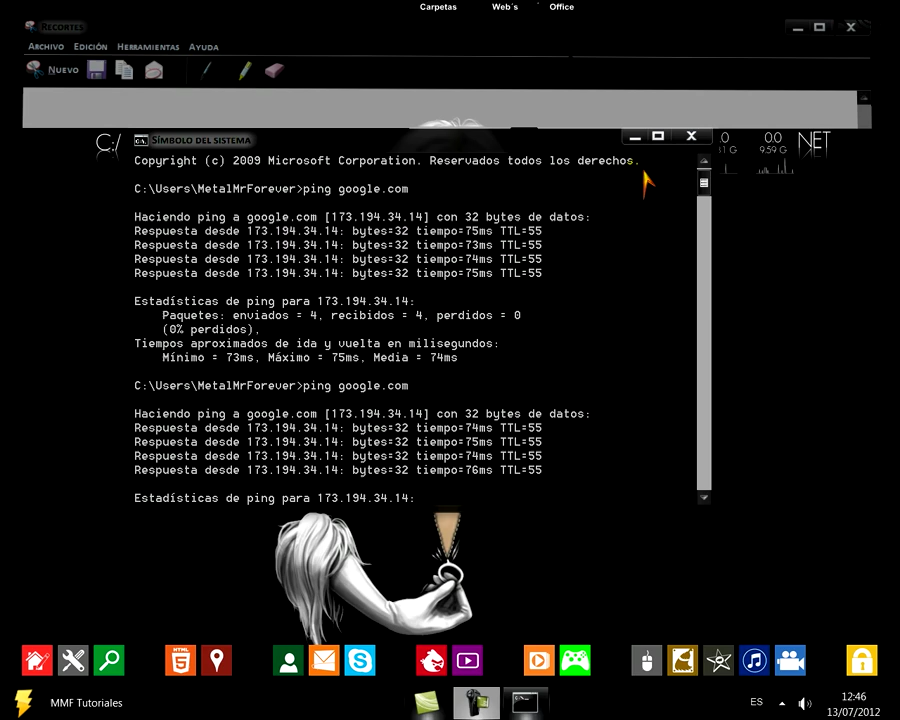 Carpetas Web´s Office
Recortes
Archivo Edición Herramientas Ayuda
Nuevo
C:/ Símbolo del sistema
0.0 NET
9.59 G
Copyright (c) 2009 Microsoft Corporation. Reservados todos los derechos.
C:\Users\MetalMrForever>ping google.com
Haciendo ping a google.com [173.194.34.14] con 32 bytes de datos:
Respuesta desde 173.194.34.14: bytes=32 tiempo=75ms TTL=55
Respuesta desde 173.194.34.14: bytes=32 tiempo=73ms TTL=55
Respuesta desde 173.194.34.14: bytes=32 tiempo=74ms TTL=55
Respuesta desde 173.194.34.14: bytes=32 tiempo=75ms TTL=55
Estadísticas de ping para 173.194.34.14:
Paquetes: enviados = 4, recibidos = 4, perdidos = 0
(0% perdidos),
Tiempos aproximados de ida y vuelta en milisegundos:
Mínimo = 73ms, Máximo = 75ms, Media = 74ms
C:\Users\MetalMrForever>ping google.com
Haciendo ping a google.com [173.194.34.14] con 32 bytes de datos:
Respuesta desde 173.194.34.14: bytes=32 tiempo=74ms TTL=55
Respuesta desde 173.194.34.14: bytes=32 tiempo=75ms TTL=55
Respuesta desde 173.194.34.14: bytes=32 tiempo=74ms TTL=55
Respuesta desde 173.194.34.14: bytes=32 tiempo=76ms TTL=55
Estadísticas de ping para 173.194.34.14:
MMF Tutoriales
ES
12:46
13/07/2012